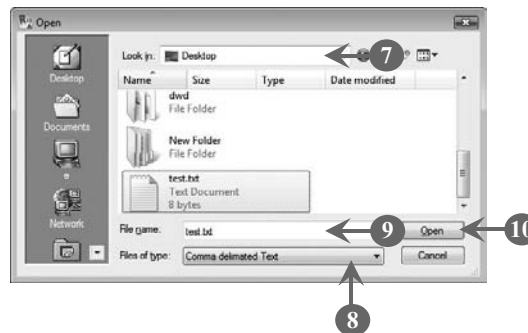 Open
Look in: Desktop
7
Name Size Type Date modified
Desktop
dwd
File Folder
Documents
New Folder
File Folder
test.txt
Text Document
8 bytes
Network
File name: test.txt
9
Open
10
Files of type: Comma delimated Text
Cancel
8